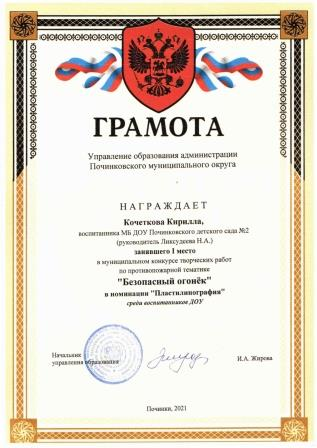 ГРАМОТА
Управление образования администрации
Починковского муниципального округа
НАГРАЖДАЕТ
Кочеткова Кирилла,
воспитанника МБ ДОУ Починковского детского сада №2
(руководитель Ликсудеева Н.А.)
занявшего I место
в муниципальном конкурсе творческих работ
по противопожарной тематике
"Безопасный огонёк"
в номинации "Пластилинография"
среди воспитанников ДОУ
Начальник
управления образования
И.А. Жирова
Починки, 2021